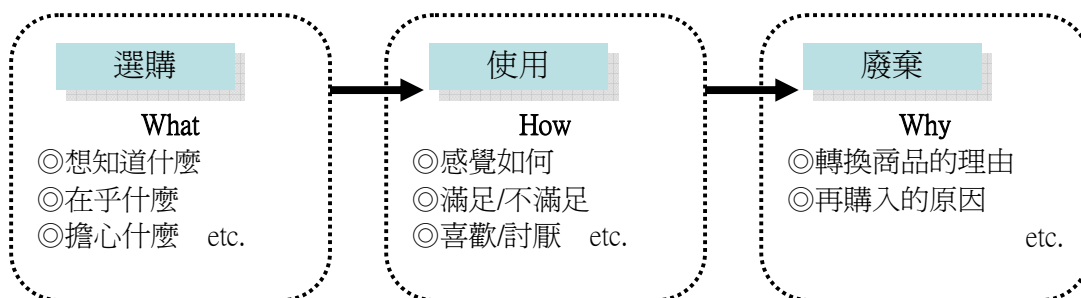 選購
What
◎想知道什麼
◎在乎什麼
◎擔心什麼 etc.
使用
How
◎感覺如何
◎滿足/不滿足
◎喜歡/討厭 etc.
廢棄
Why
◎轉換商品的理由
◎再購入的原因
etc.